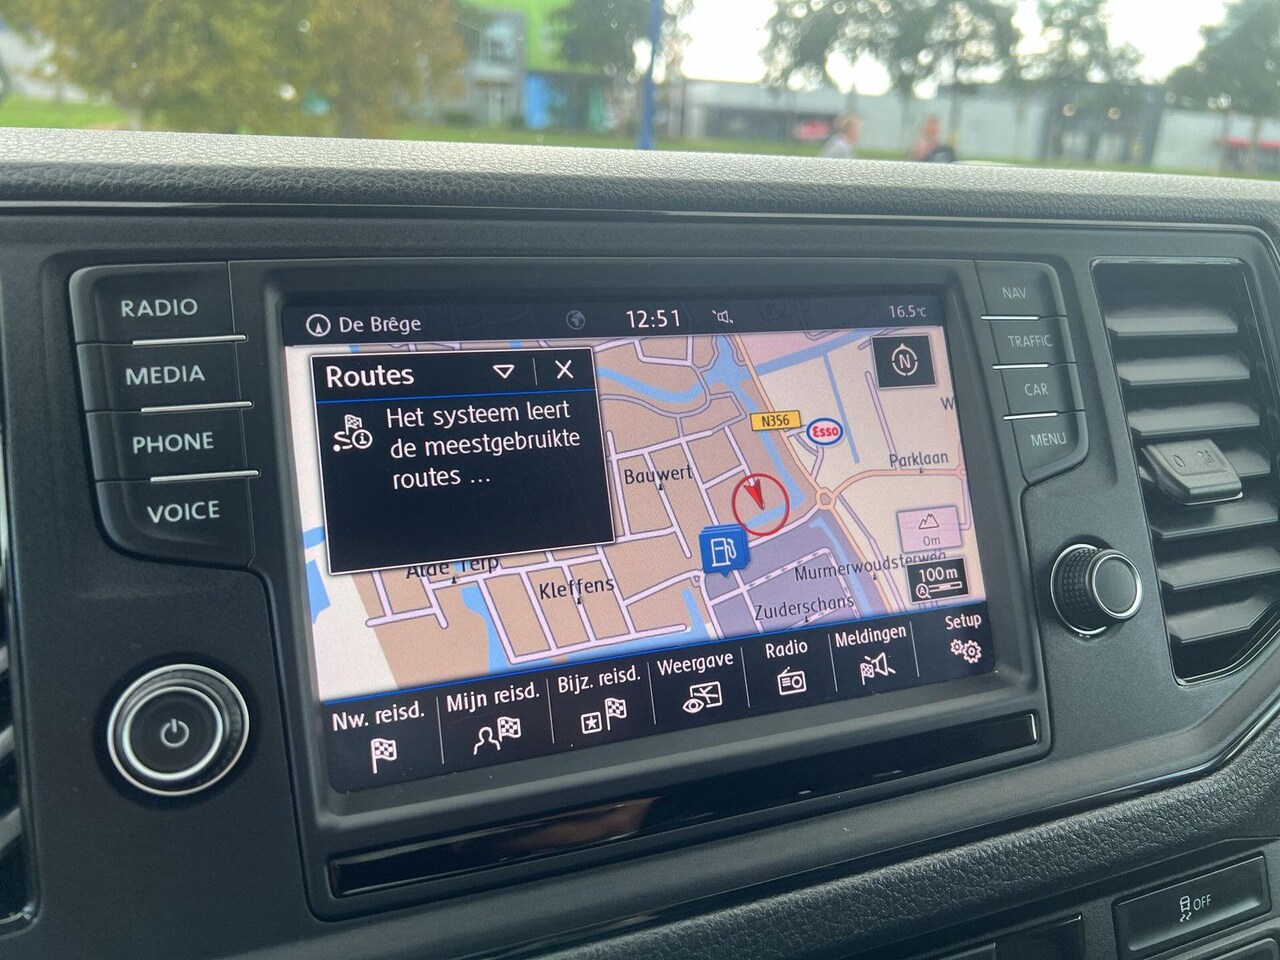 RADIO
MEDIA
PHONE
VOICE
De Brêge
12:51
16.5°C
Routes
Het systeem leert
de meestgebruikte
routes ...
N
N356
Esso
Bauwert
Parklaan
W
Alde Terp
Kleffens
Murmerwoudsterweg
Zuiderschans
0m
100m
A
Nw. reisd.
Mijn reisd.
Bijz. reisd.
Weergave
Radio
Meldingen
Setup
NAV
TRAFFIC
CAR
MENU
OFF